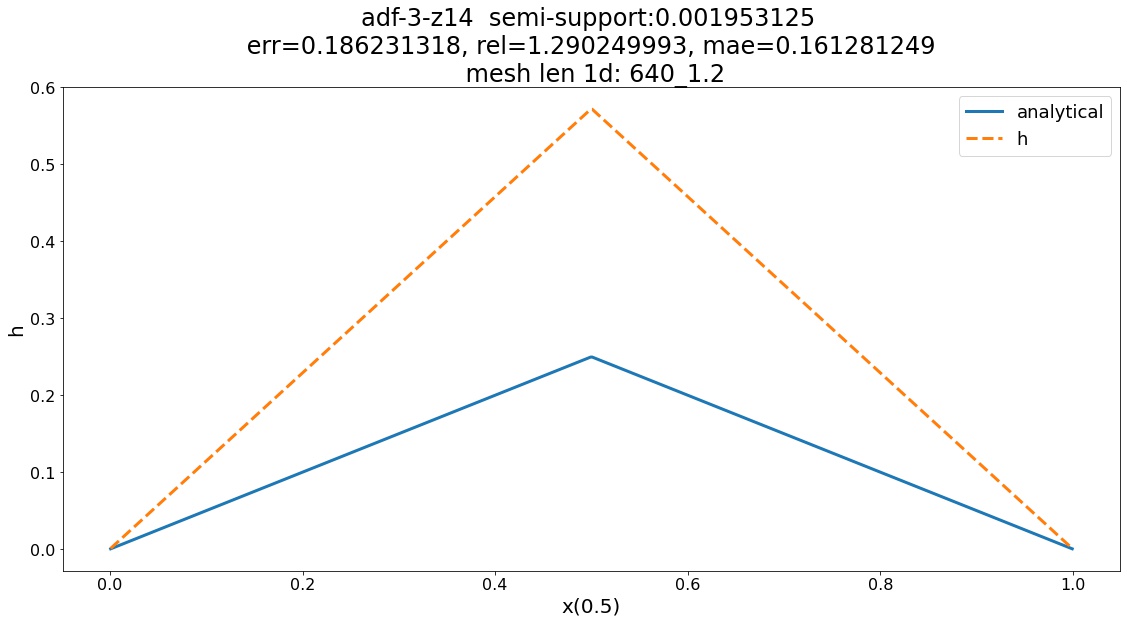 adf-3-z14  semi-support:0.001953125
err=0.186231318, rel=1.290249993, mae=0.161281249
mesh len 1d: 640_1.2
analytical
h
0.6
0.5
0.4
0.3
0.2
0.1
0.0
h
0.0 0.2 0.4 0.6 0.8 1.0
x(0.5)